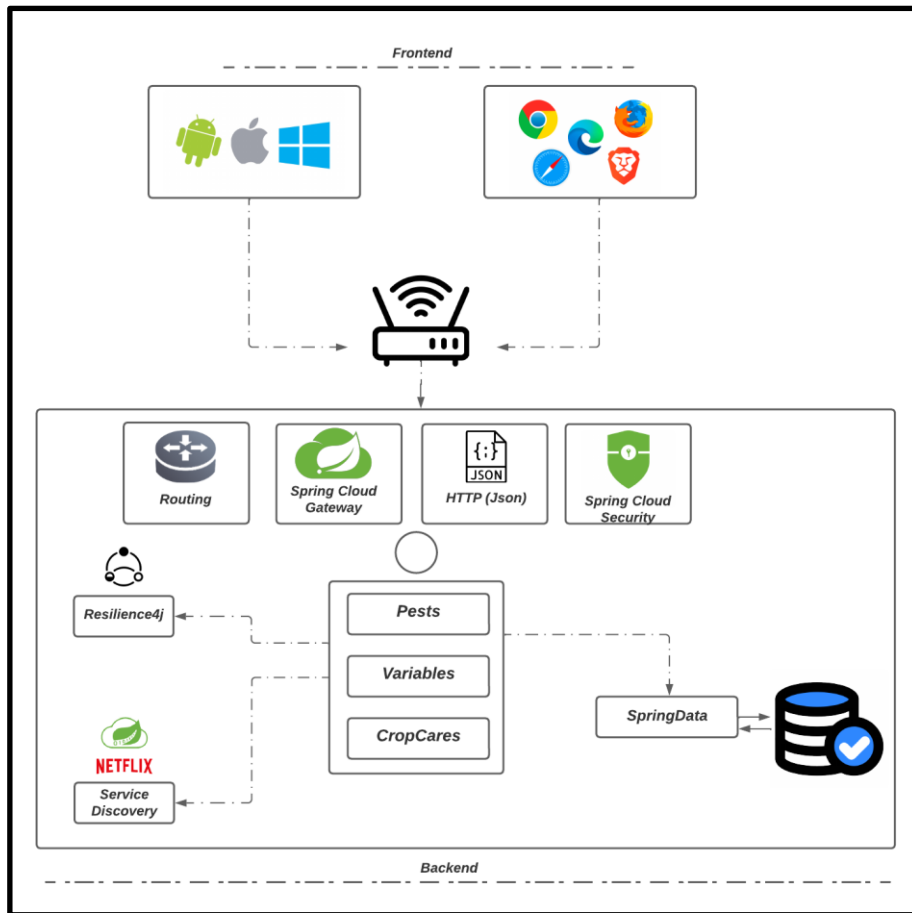 Frontend
{;}
JSON
Routing
Spring Cloud
Gateway
HTTP (Json)
Spring Cloud
Security
Resilience4j
Pests
Variables
CropCares
SpringData
NETFLIX
Service
Discovery
Backend